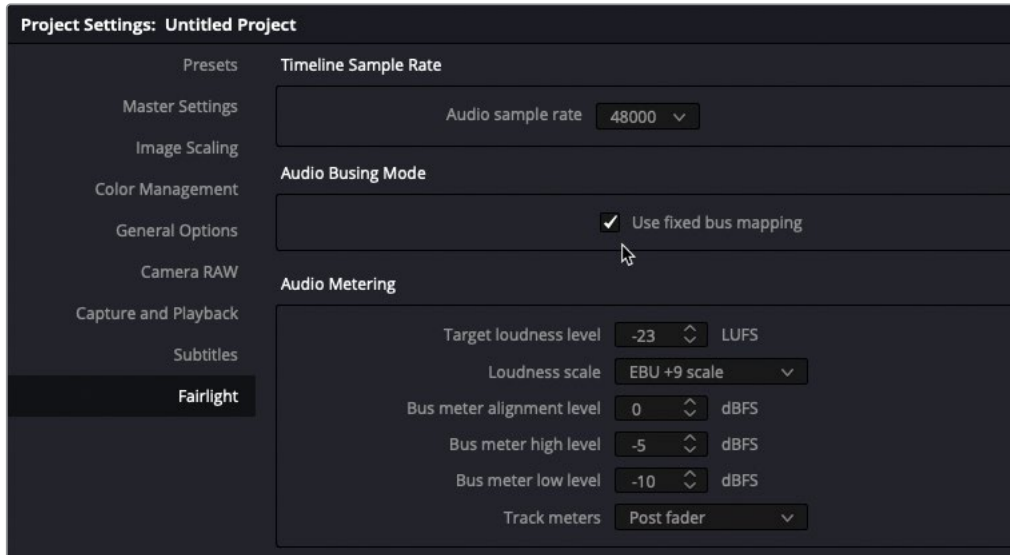 Project Settings: Untitled Project
Presets
Master Settings
Image Scaling
Color Management
General Options
Camera RAW
Capture and Playback
Subtitles
Fairlight
Timeline Sample Rate
Audio sample rate 48000
Audio Busing Mode
Use fixed bus mapping
Audio Metering
Target loudness level -23 LUFS
Loudness scale EBU +9 scale
Bus meter alignment level 0 dBFS
Bus meter high level -5 dBFS
Bus meter low level -10 dBFS
Track meters Post fader